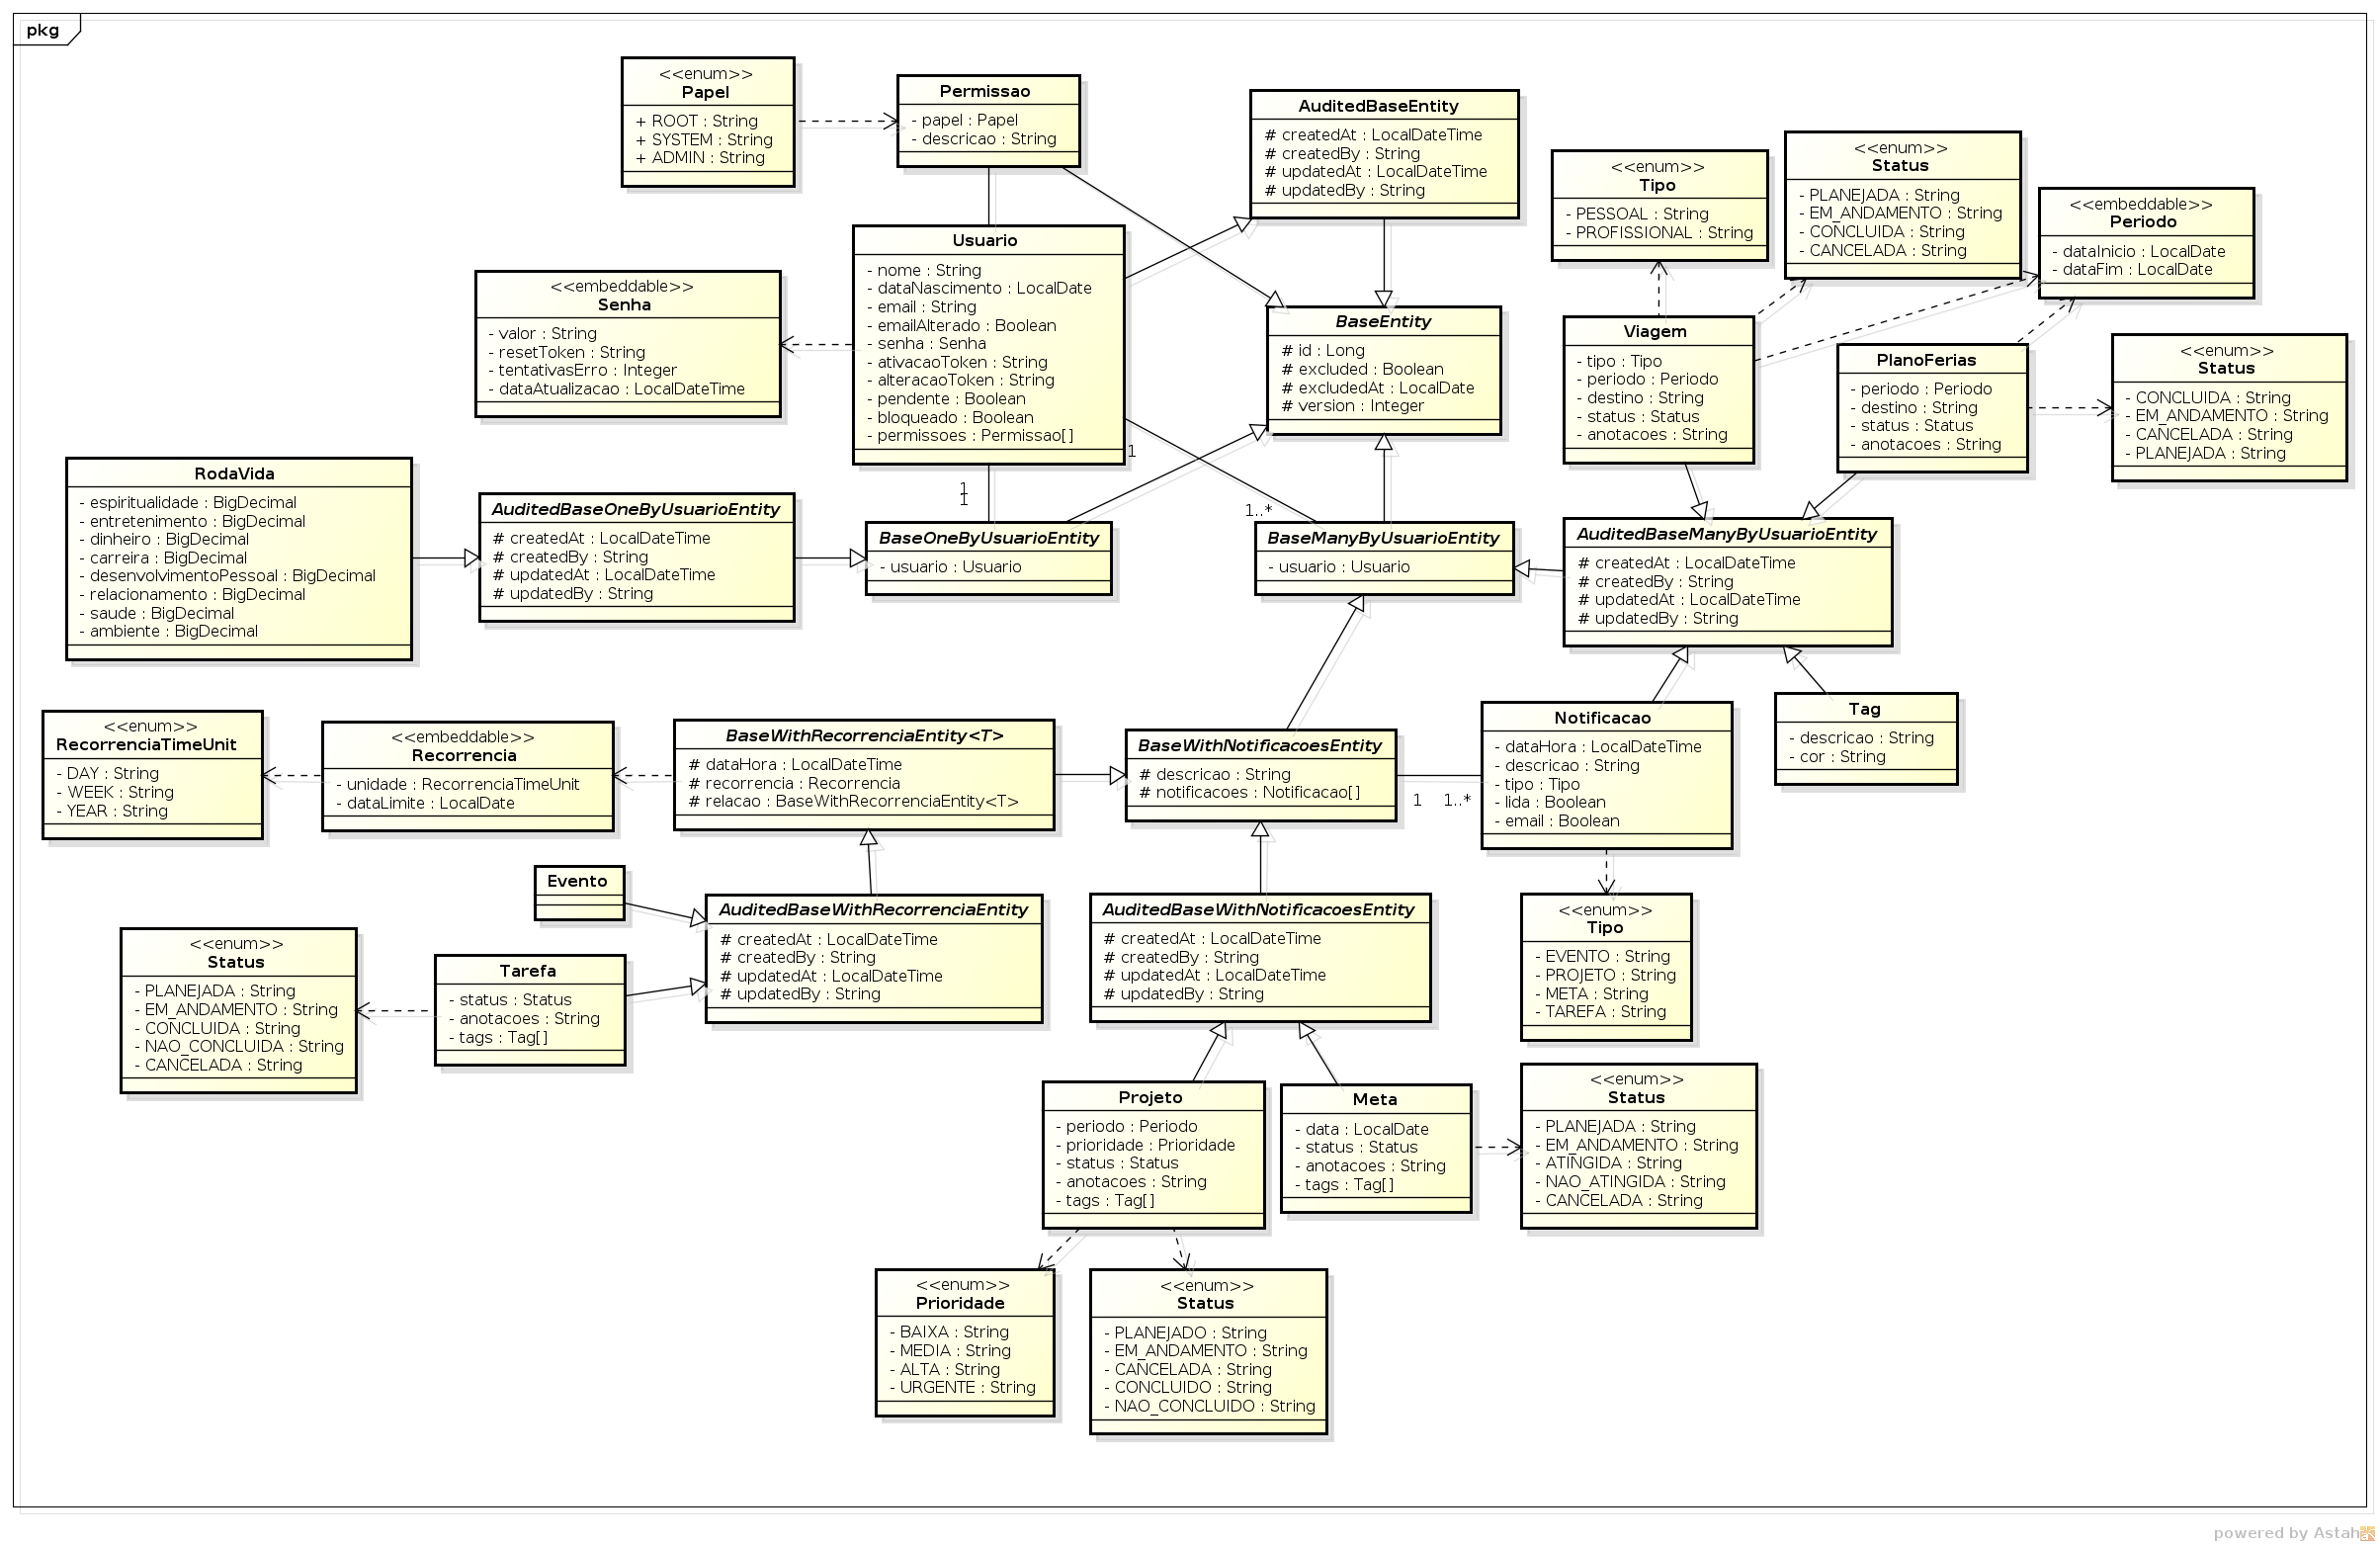 pkg
<<enum>>
Papel
+ ROOT : String
+ SYSTEM : String
+ ADMIN : String
Permissao
- papel : Papel
- descricao : String
AuditedBaseEntity
# createdAt : LocalDateTime
# createdBy : String
# updatedAt : LocalDateTime
# updatedBy : String
<<enum>>
Tipo
- PESSOAL : String
- PROFISSIONAL : String
<<enum>>
Status
- PLANEJADA : String
- EM_ANDAMENTO : String
- CONCLUIDA : String
- CANCELADA : String
<<embeddable>>
Periodo
- dataInicio : LocalDate
- dataFim : LocalDate
<<embeddable>>
Senha
- valor : String
- resetToken : String
- tentativasErro : Integer
- dataAtualizacao : LocalDateTime
Usuario
- nome : String
- dataNascimento : LocalDate
- email : String
- emailAlterado : Boolean
- senha : Senha
- ativacaoToken : String
- alteracaoToken : String
- pendente : Boolean
- bloqueado : Boolean
- permissoes : Permissao[]
BaseEntity
# id : Long
# excluded : Boolean
# excludedAt : LocalDate
# version : Integer
Viagem
- tipo : Tipo
- periodo : Periodo
- destino : String
- status : Status
- anotacoes : String
PlanoFerias
- periodo : Periodo
- destino : String
- status : Status
- anotacoes : String
<<enum>>
Status
- CONCLUIDA : String
- EM_ANDAMENTO : String
- CANCELADA : String
- PLANEJADA : String
1
1
1
1..*
RodaVida
- espiritualidade : BigDecimal
- entretenimento : BigDecimal
- dinheiro : BigDecimal
- carreira : BigDecimal
- desenvolvimentoPessoal : BigDecimal
- relacionamento : BigDecimal
- saude : BigDecimal
- ambiente : BigDecimal
AuditedBaseOneByUsuarioEntity
# createdAt : LocalDateTime
# createdBy : String
# updatedAt : LocalDateTime
# updatedBy : String
BaseOneByUsuarioEntity
- usuario : Usuario
BaseManyByUsuarioEntity
- usuario : Usuario
AuditedBaseManyByUsuarioEntity
# createdAt : LocalDateTime
# createdBy : String
# updatedAt : LocalDateTime
# updatedBy : String
<<enum>>
RecorrenciaTimeUnit
- DAY : String
- WEEK : String
- YEAR : String
<<embeddable>>
Recorrencia
- unidade : RecorrenciaTimeUnit
- dataLimite : LocalDate
BaseWithRecorrenciaEntity<T>
# dataHora : LocalDateTime
# recorrencia : Recorrencia
# relacao : BaseWithRecorrenciaEntity<T>
BaseWithNotificacoesEntity
# descricao : String
# notificacoes : Notificacao[]
1
1..*
Notificacao
- dataHora : LocalDateTime
- descricao : String
- tipo : Tipo
- lida : Boolean
- email : Boolean
Tag
- descricao : String
- cor : String
Evento
<<enum>>
Status
- PLANEJADA : String
- EM_ANDAMENTO : String
- CONCLUIDA : String
- NAO_CONCLUIDA : String
- CANCELADA : String
Tarefa
- status : Status
- anotacoes : String
- tags : Tag[]
AuditedBaseWithRecorrenciaEntity
# createdAt : LocalDateTime
# createdBy : String
# updatedAt : LocalDateTime
# updatedBy : String
AuditedBaseWithNotificacoesEntity
# createdAt : LocalDateTime
# createdBy : String
# updatedAt : LocalDateTime
# updatedBy : String
<<enum>>
Tipo
- EVENTO : String
- PROJETO : String
- META : String
- TAREFA : String
Projeto
- periodo : Periodo
- prioridade : Prioridade
- status : Status
- anotacoes : String
- tags : Tag[]
Meta
- data : LocalDate
- status : Status
- anotacoes : String
- tags : Tag[]
<<enum>>
Status
- PLANEJADA : String
- EM_ANDAMENTO : String
- ATINGIDA : String
- NAO_ATINGIDA : String
- CANCELADA : String
<<enum>>
Prioridade
- BAIXA : String
- MEDIA : String
- ALTA : String
- URGENTE : String
<<enum>>
Status
- PLANEJADO : String
- EM_ANDAMENTO : String
- CANCELADA : String
- CONCLUIDO : String
- NAO_CONCLUIDO : String
powered by Astah